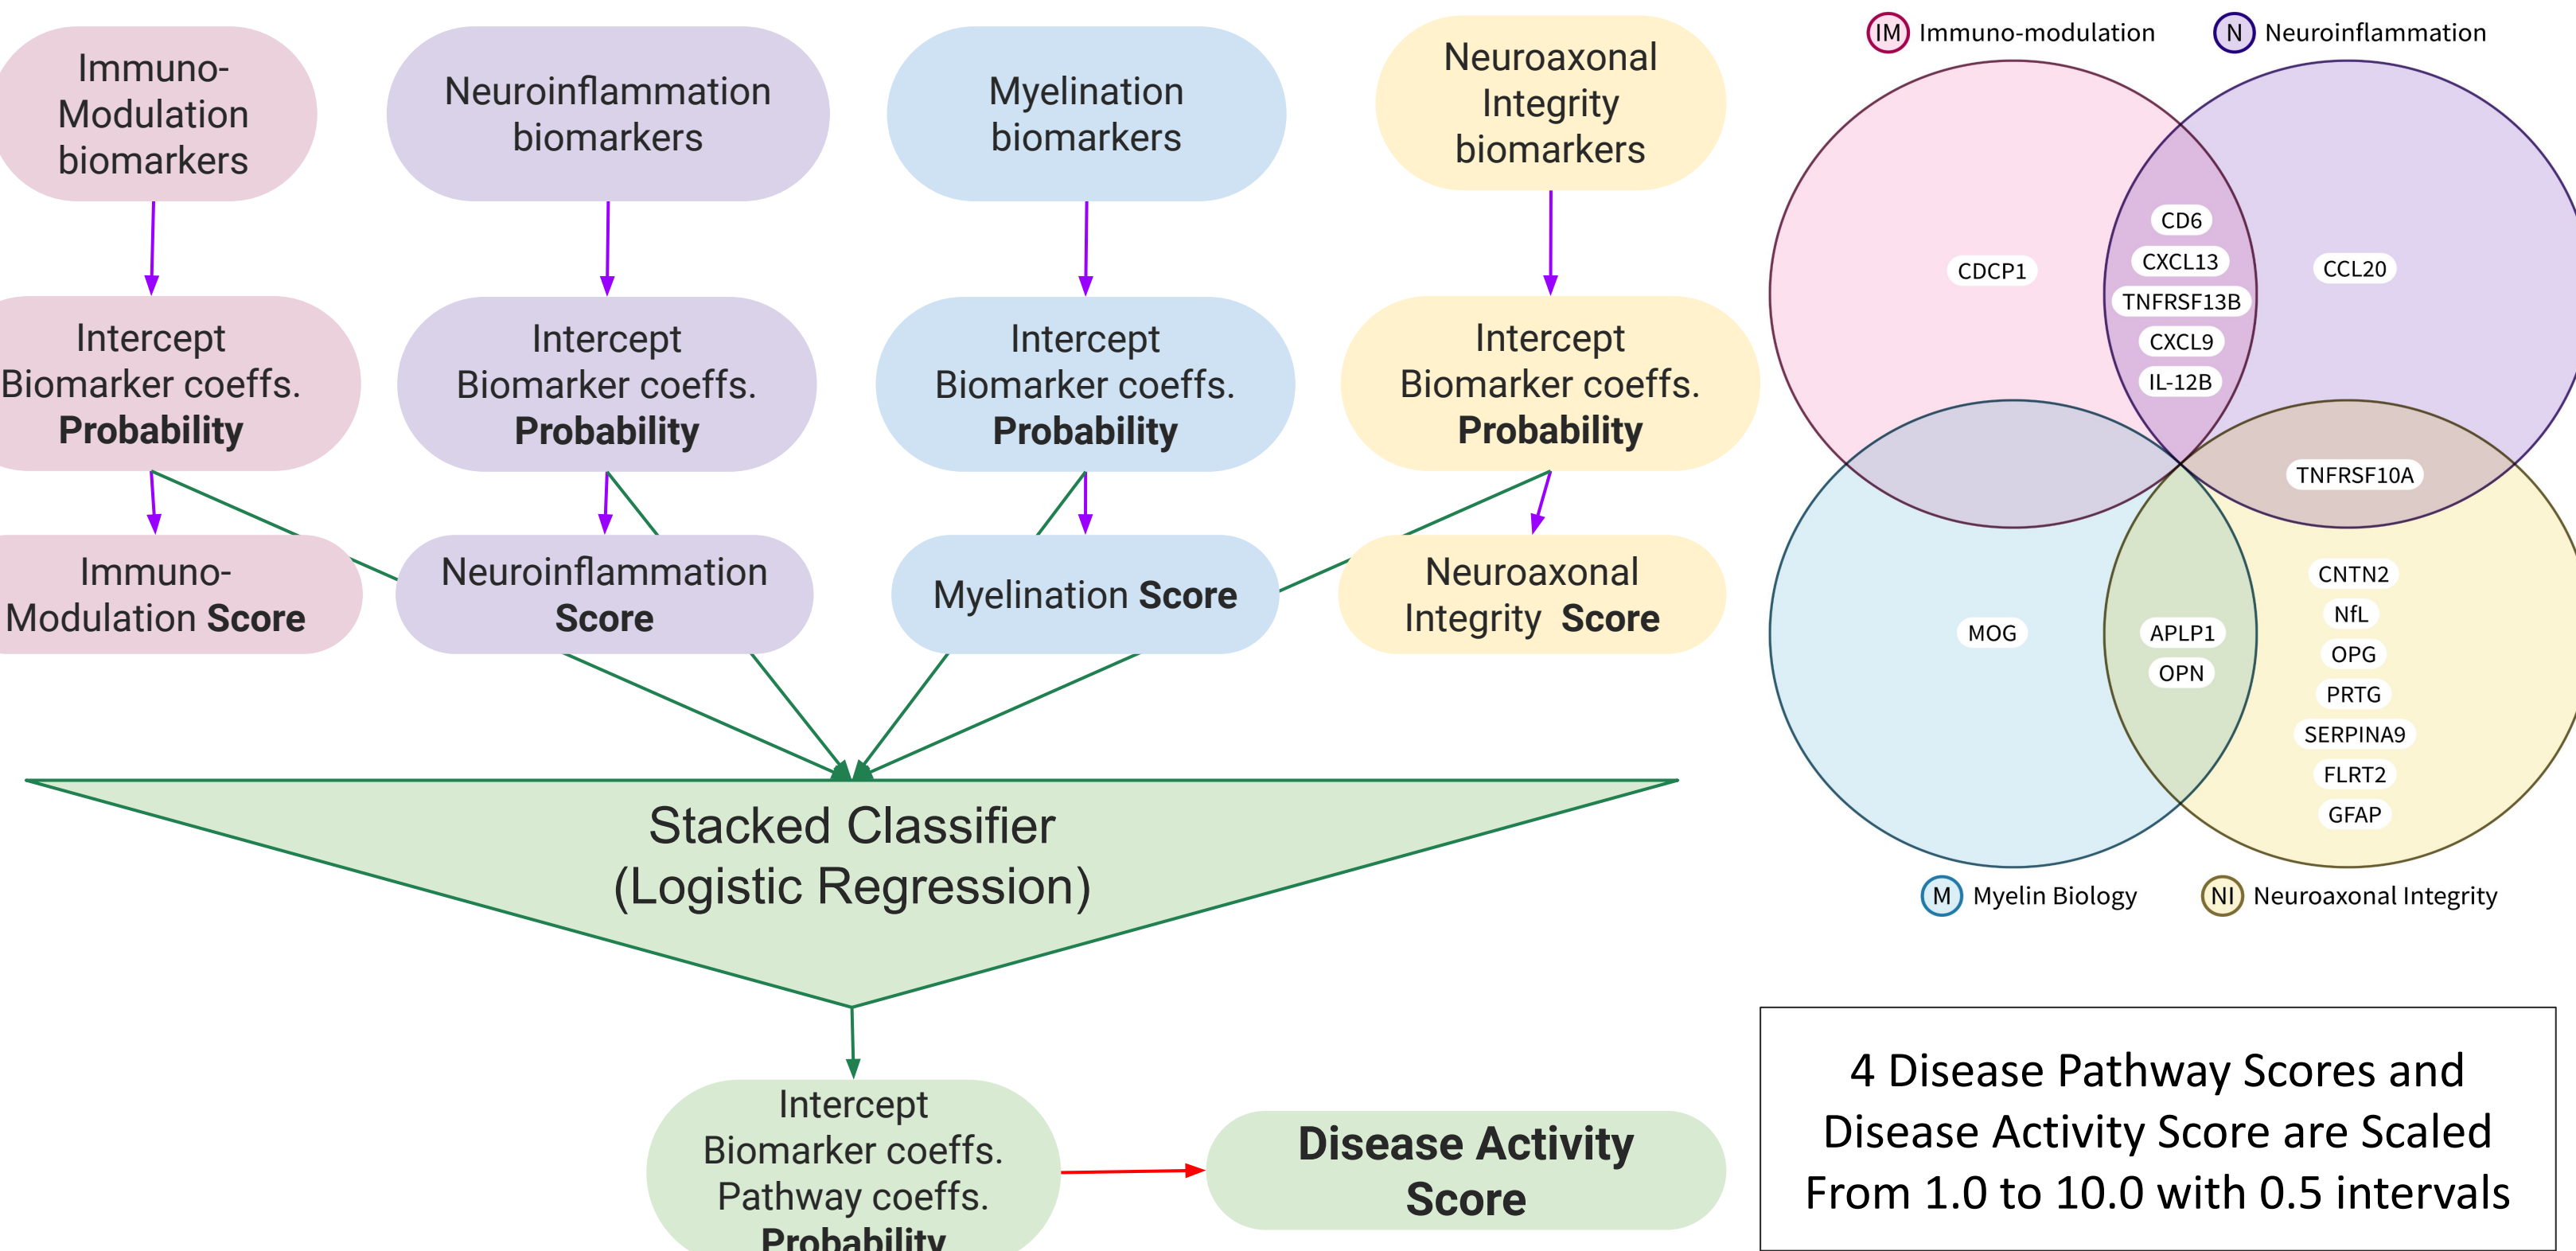 Immuno-
Modulation
biomarkers
Neuroinflammation
biomarkers
Myelination
biomarkers
Neuroaxonal
Integrity
biomarkers
Intercept
Biomarker coeffs.
Probability
Intercept
Biomarker coeffs.
Probability
Intercept
Biomarker coeffs.
Probability
Intercept
Biomarker coeffs.
Probability
Immuno-
Modulation Score
Neuroinflammation
Score
Myelination Score
Neuroaxonal
Integrity Score
Stacked Classifier
(Logistic Regression)
Intercept
Biomarker coeffs.
Pathway coeffs.
Probability
Disease Activity
Score
IM Immuno-modulation
N Neuroinflammation
CDCP1
CD6
CXCL13
TNFRSF13B
CXCL9
IL-12B
CCL20
TNFRSF10A
MOG
APLP1
OPN
CNTN2
NfL
OPG
PRTG
SERPINA9
FLRT2
GFAP
M Myelin Biology
NI Neuroaxonal Integrity
4 Disease Pathway Scores and
Disease Activity Score are Scaled
From 1.0 to 10.0 with 0.5 intervals